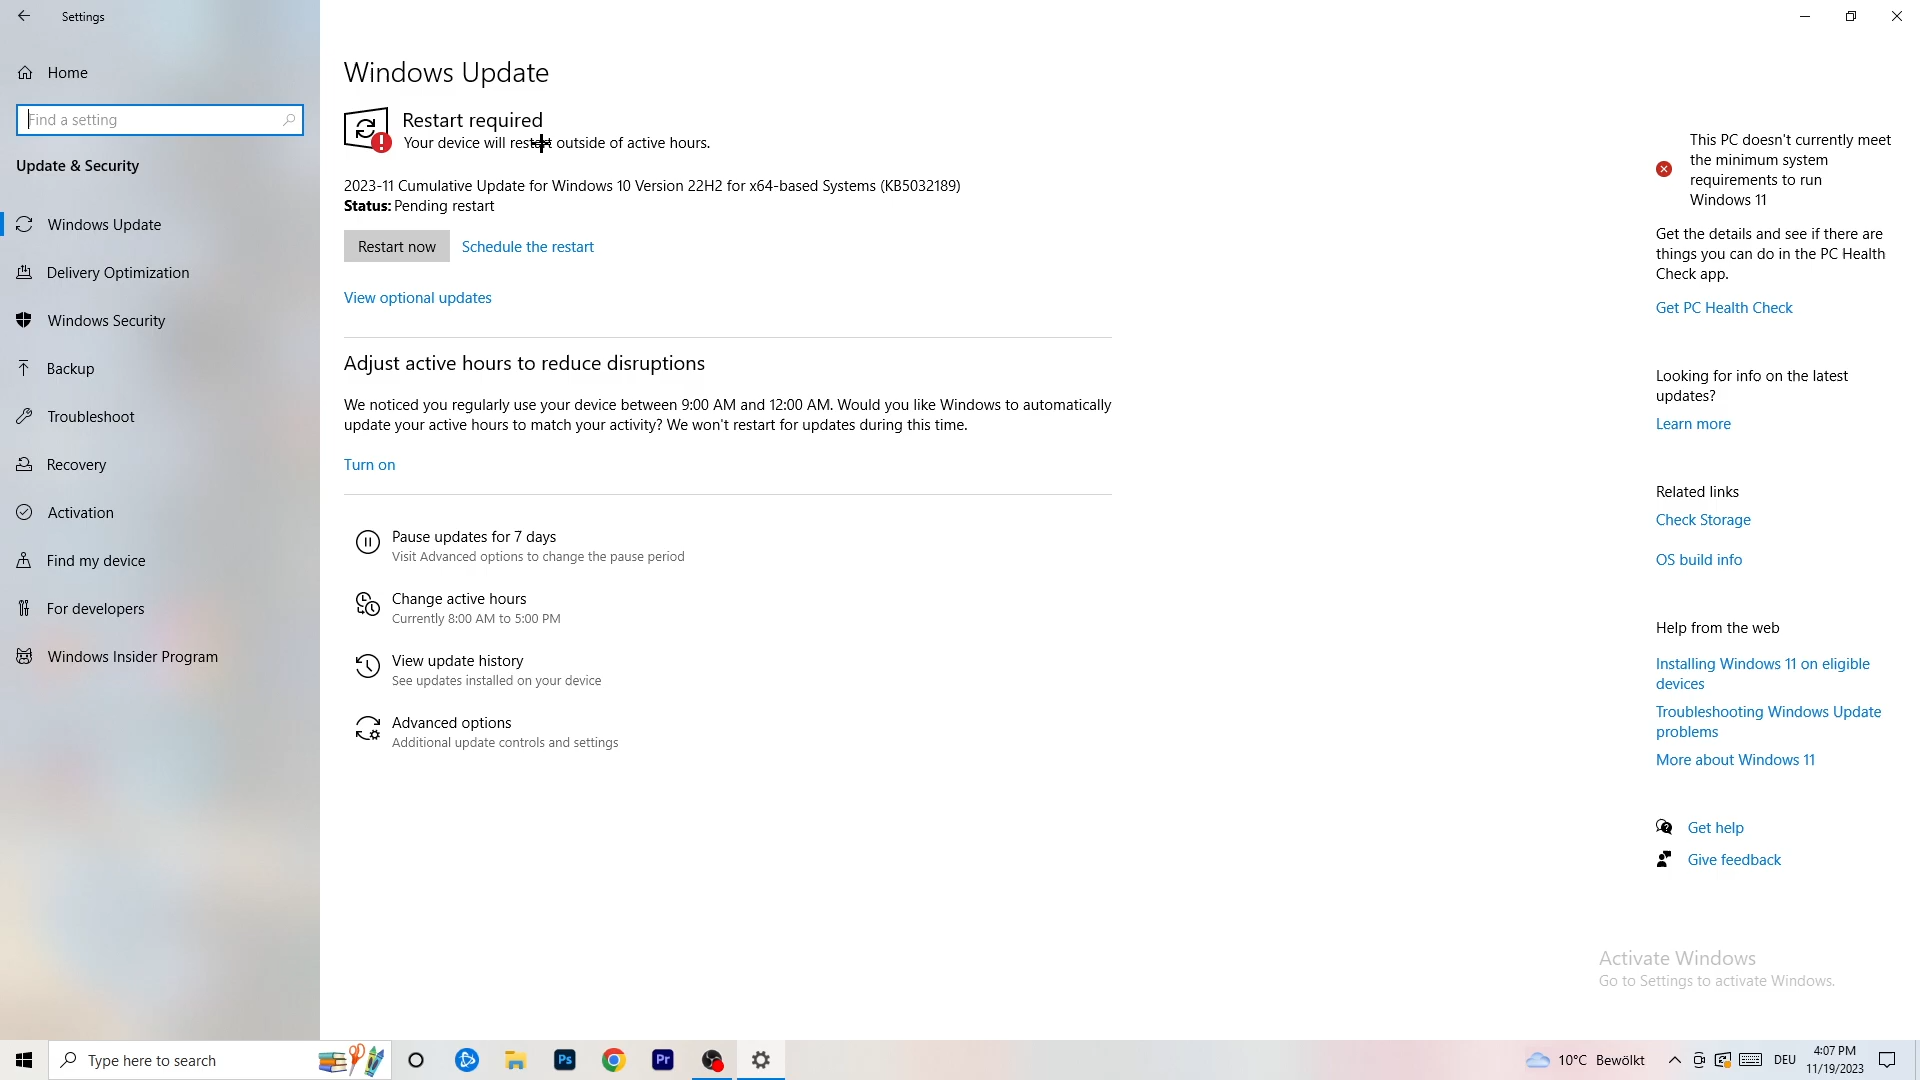 Settings
Home
Find a setting
Update & Security
Windows Update
Delivery Optimization
Windows Security
Backup
Troubleshoot
Recovery
Activation
Find my device
For developers
Windows Insider Program
Windows Update
Restart required
Your device will restart outside of active hours.
2023-11 Cumulative Update for Windows 10 Version 22H2 for x64-based Systems (KB5032189)
Status: Pending restart
Restart now
Schedule the restart
View optional updates
Adjust active hours to reduce disruptions
We noticed you regularly use your device between 9:00 AM and 12:00 AM. Would you like Windows to automatically
update your active hours to match your activity? We won't restart for updates during this time.
Turn on
Pause updates for 7 days
Visit Advanced options to change the pause period
Change active hours
Currently 8:00 AM to 5:00 PM
View update history
See updates installed on your device
Advanced options
Additional update controls and settings
This PC doesn't currently meet
the minimum system
requirements to run
Windows 11
Get the details and see if there are
things you can do in the PC Health
Check app.
Get PC Health Check
Looking for info on the latest
updates?
Learn more
Related links
Check Storage
OS build info
Help from the web
Installing Windows 11 on eligible
devices
Troubleshooting Windows Update
problems
More about Windows 11
Get help
Give feedback
Activate Windows
Go to Settings to activate Windows.
Type here to search
Ps
Pr
10°C Bewölkt
DEU
4:07 PM
11/19/2023